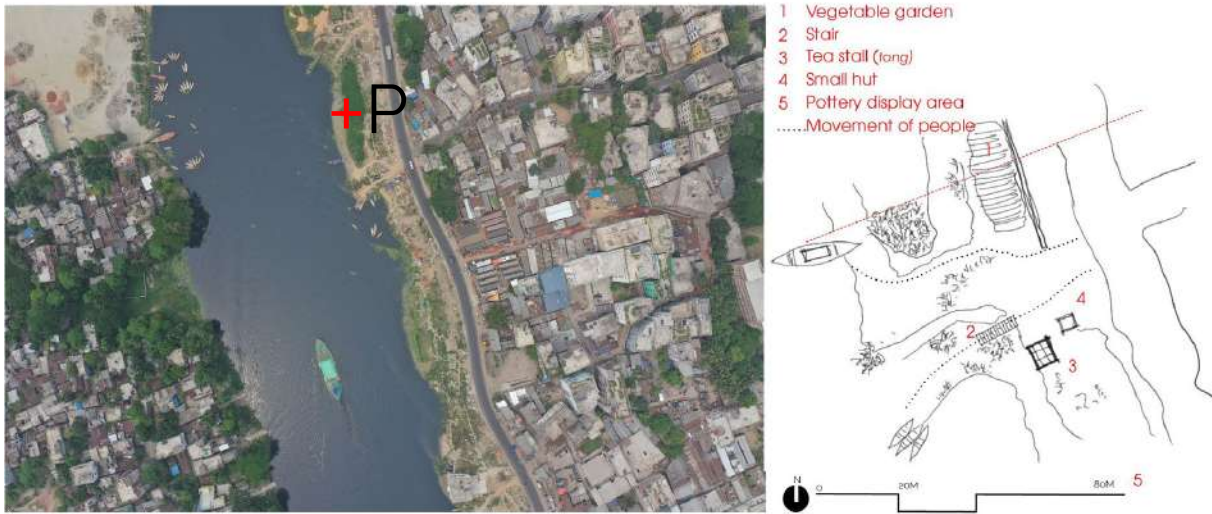 P
1 Vegetable garden
2 Stair
3 Tea stall (tong)
4 Small hut
5 Pottery display area
Movement of people
1
4
2
3
5
N
0 20M 80M